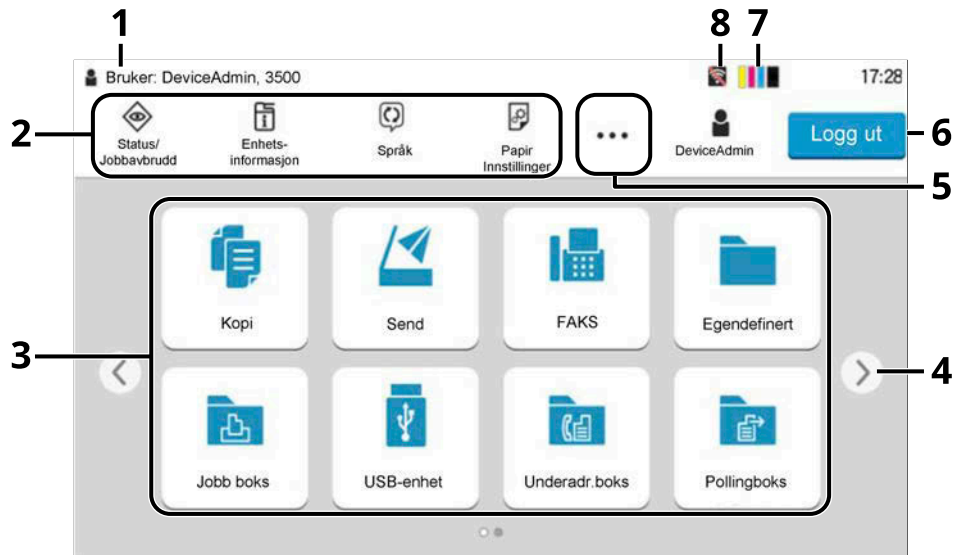 1
8 7
Bruker: DeviceAdmin, 3500
17:28
2
Status/
Jobbavbrudd
Enhets-
informasjon
Språk
Papir
Innstillinger
DeviceAdmin
Logg ut
6
5
Kopi
Send
FAKS
Egendefinert
3
4
Jobb boks
USB-enhet
Underadr.boks
Pollingboks